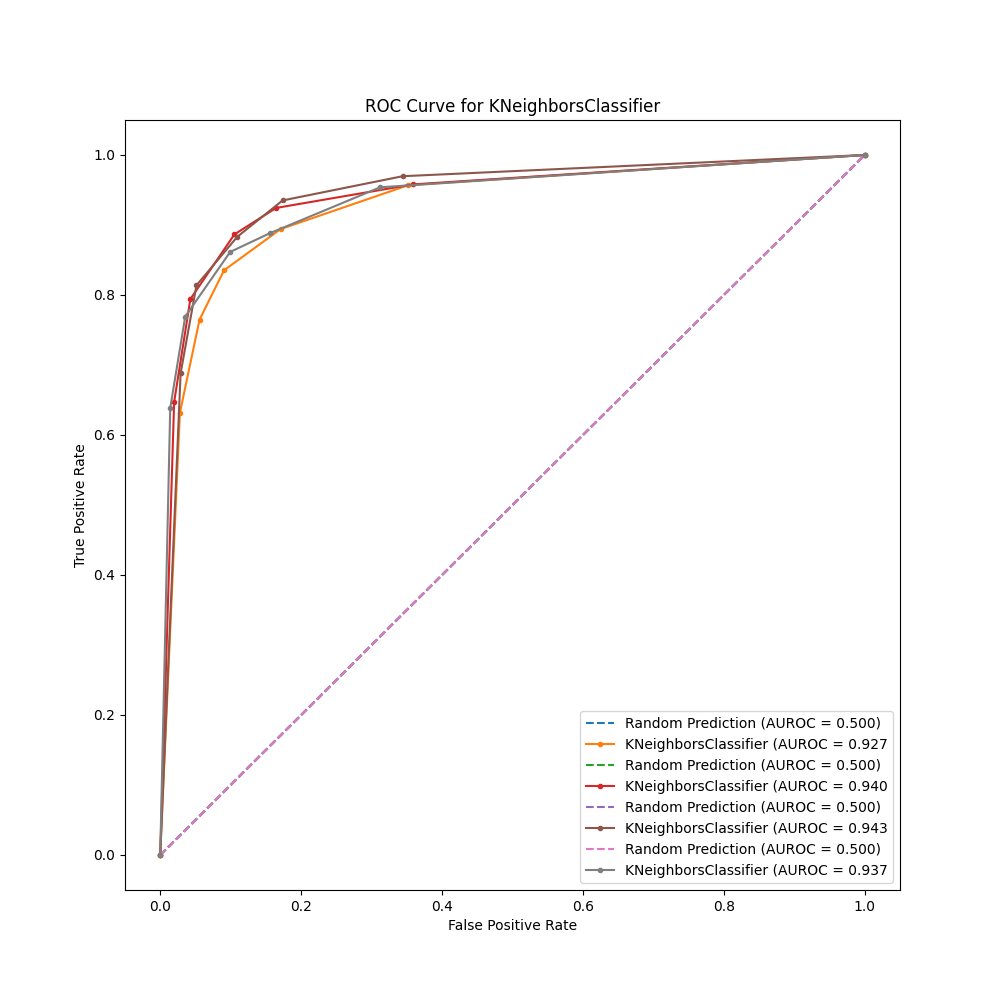 ROC Curve for KNeighborsClassifier
1.0
0.8
0.6
0.4
0.2
0.0
True Positive Rate
Random Prediction (AUROC = 0.500)
KNeighborsClassifier (AUROC = 0.927
Random Prediction (AUROC = 0.500)
KNeighborsClassifier (AUROC = 0.940
Random Prediction (AUROC = 0.500)
KNeighborsClassifier (AUROC = 0.943
Random Prediction (AUROC = 0.500)
KNeighborsClassifier (AUROC = 0.937
0.0 0.2 0.4 0.6 0.8 1.0
False Positive Rate